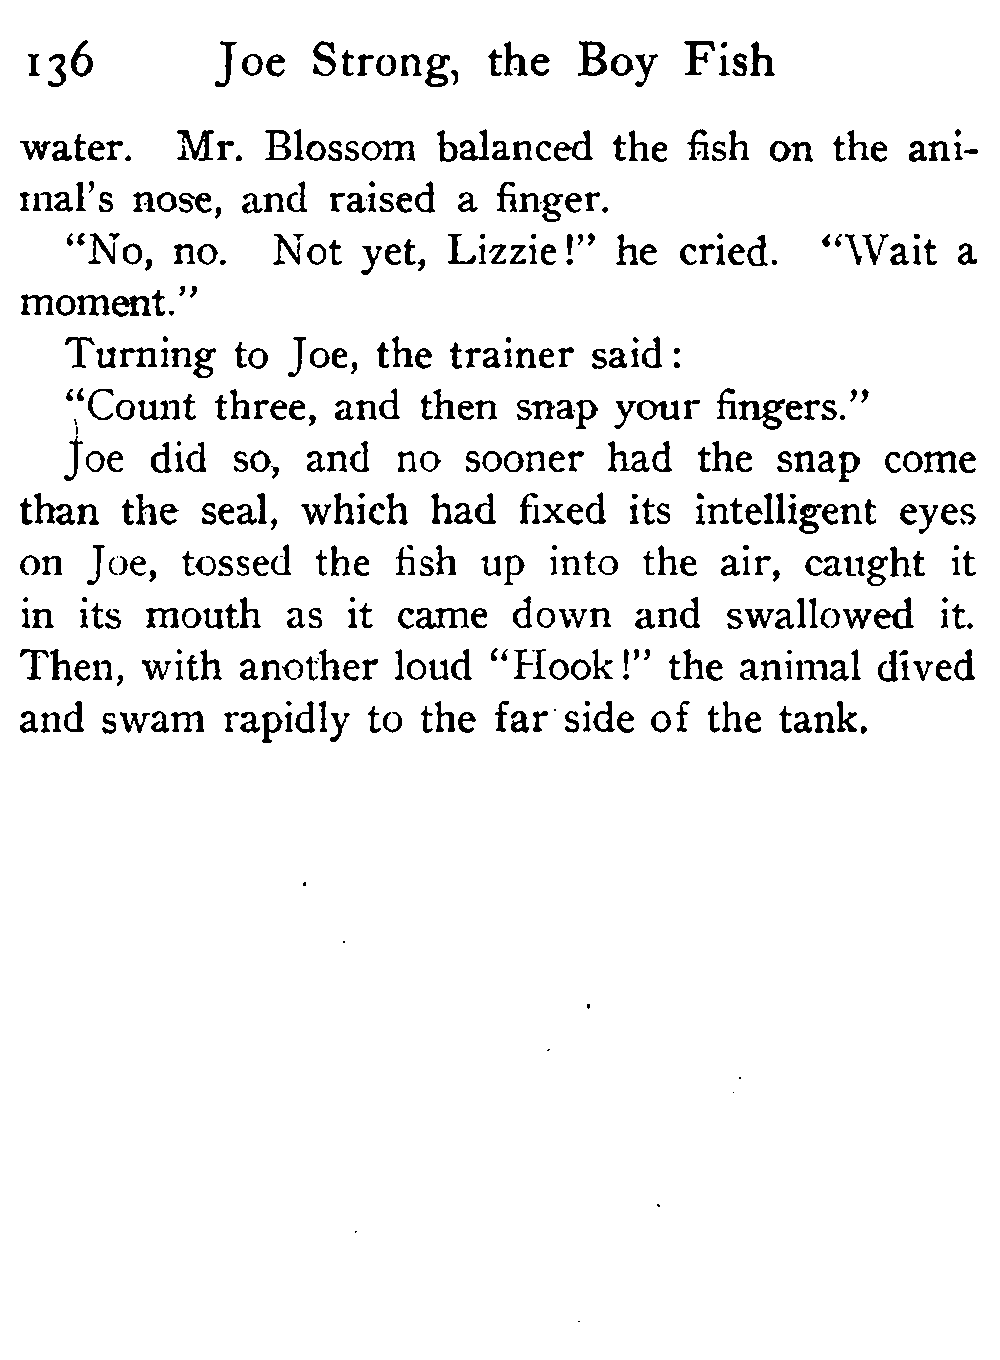 136 Joe Strong, the Boy Fish
water. Mr. Blossom balanced the fish on the ani-
mal's nose, and raised a finger.
"No, no. Not yet, Lizzie!" he cried. "Wait a
moment."
Turning to Joe, the trainer said:
"Count three, and then snap your fingers."
Joe did so, and no sooner had the snap come
than the seal, which had fixed its intelligent eyes
on Joe, tossed the fish up into the air, caught it
in its mouth as it came down and swallowed it.
Then, with another loud "Hook!" the animal dived
and swam rapidly to the far side of the tank.